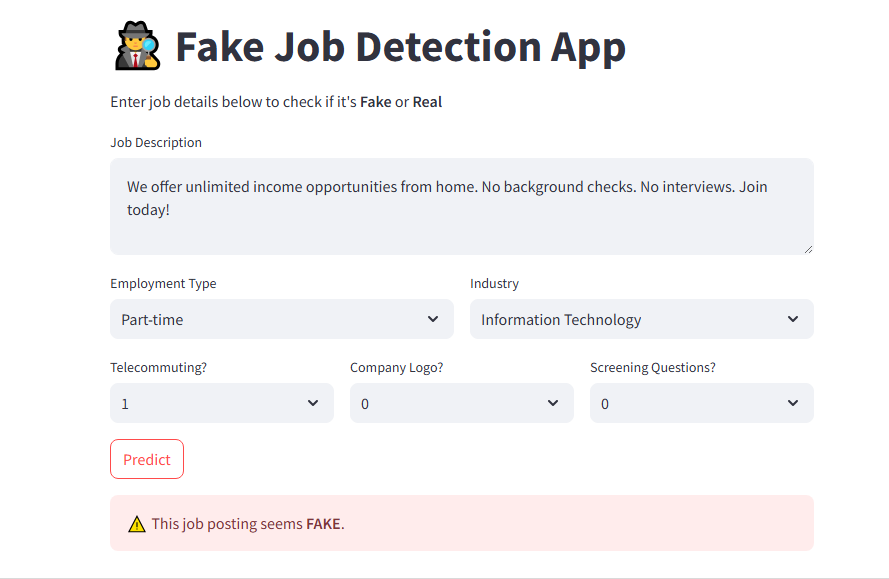 Fake Job Detection App
Enter job details below to check if it's Fake or Real
Job Description
We offer unlimited income opportunities from home. No background checks. No interviews. Join
today!
Employment Type
Industry
Part-time
Information Technology
Telecommuting?
Company Logo?
Screening Questions?
1
0
0
Predict
This job posting seems FAKE.